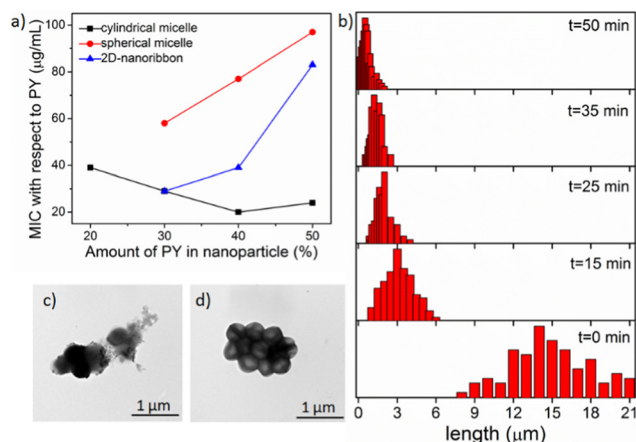 a)
MIC with respect to PY (µg/mL)
100
80
60
40
20
cylindrical micelle
spherical micelle
2D-nanoribbon
20 30 40 50
Amount of PY in nanoparticle (%)
b)
t=50 min
t=35 min
t=25 min
t=15 min
t=0 min
0 3 6 9 12 15 18 21
length (µm)
c)
1 µm
d)
1 µm